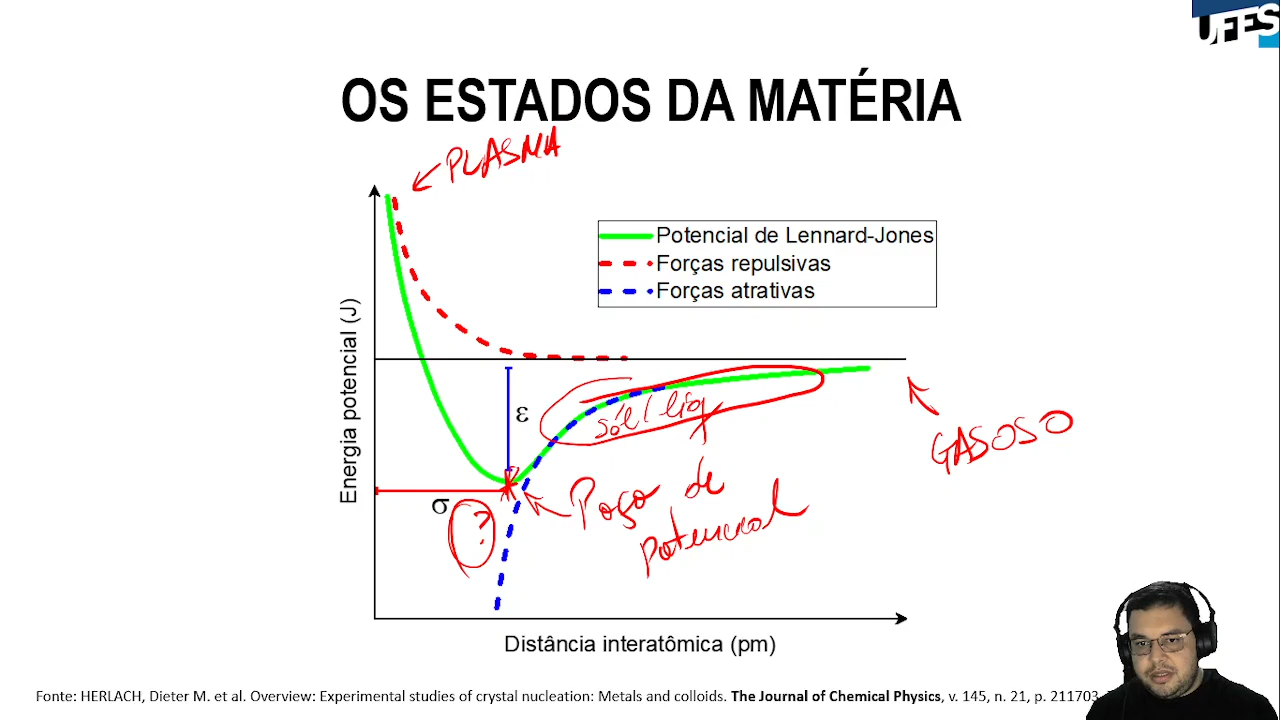 UFES
OS ESTADOS DA MATÉRIA
PLASMA
Potencial de Lennard-Jones
Forças repulsivas
Forças atrativas
Energia potencial (J)
ε
sól/liq
GASOSO
σ
?
Poço de
potencial
Distância interatômica (pm)
Fonte: HERLACH, Dieter M. et al. Overview: Experimental studies of crystal nucleation: Metals and colloids. The Journal of Chemical Physics, v. 145, n. 21, p. 211703,